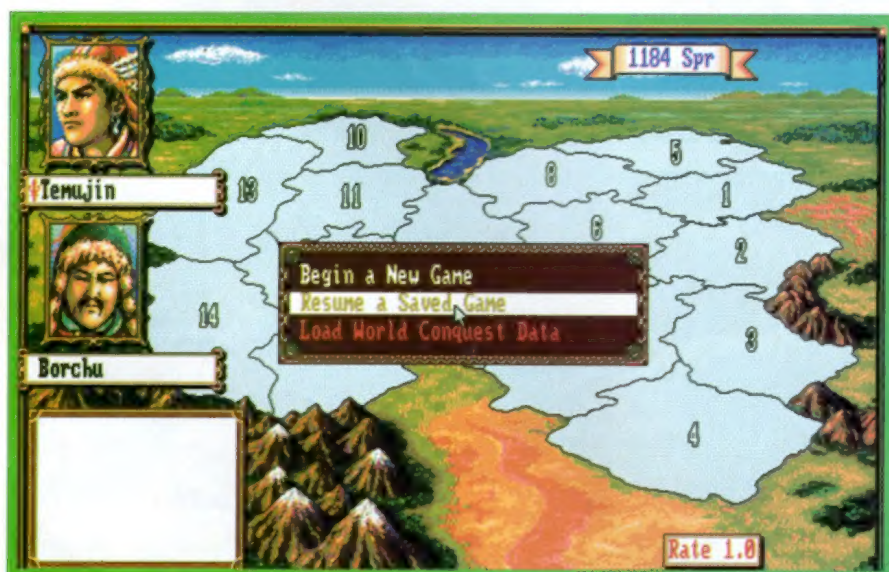 1184 Spr
Temujin
Borchu
10
5
13
11
8
1
6
2
14
3
4
Begin a New Game
Resume a Saved Game
Load World Conquest Data
Rate 1.0